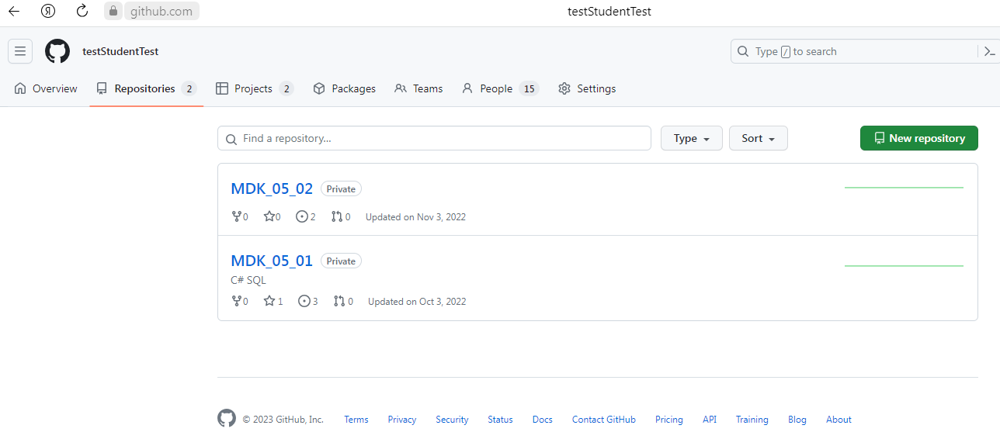 github.com testStudentTest
testStudentTest Type / to search
Overview Repositories 2 Projects 2 Packages Teams People 15 Settings
Find a repository... Type Sort New repository
MDK_05_02 Private
0 0 2 0 Updated on Nov 3, 2022
MDK_05_01 Private
C# SQL
0 1 3 0 Updated on Oct 3, 2022
© 2023 GitHub, Inc. Terms Privacy Security Status Docs Contact GitHub Pricing API Training Blog About